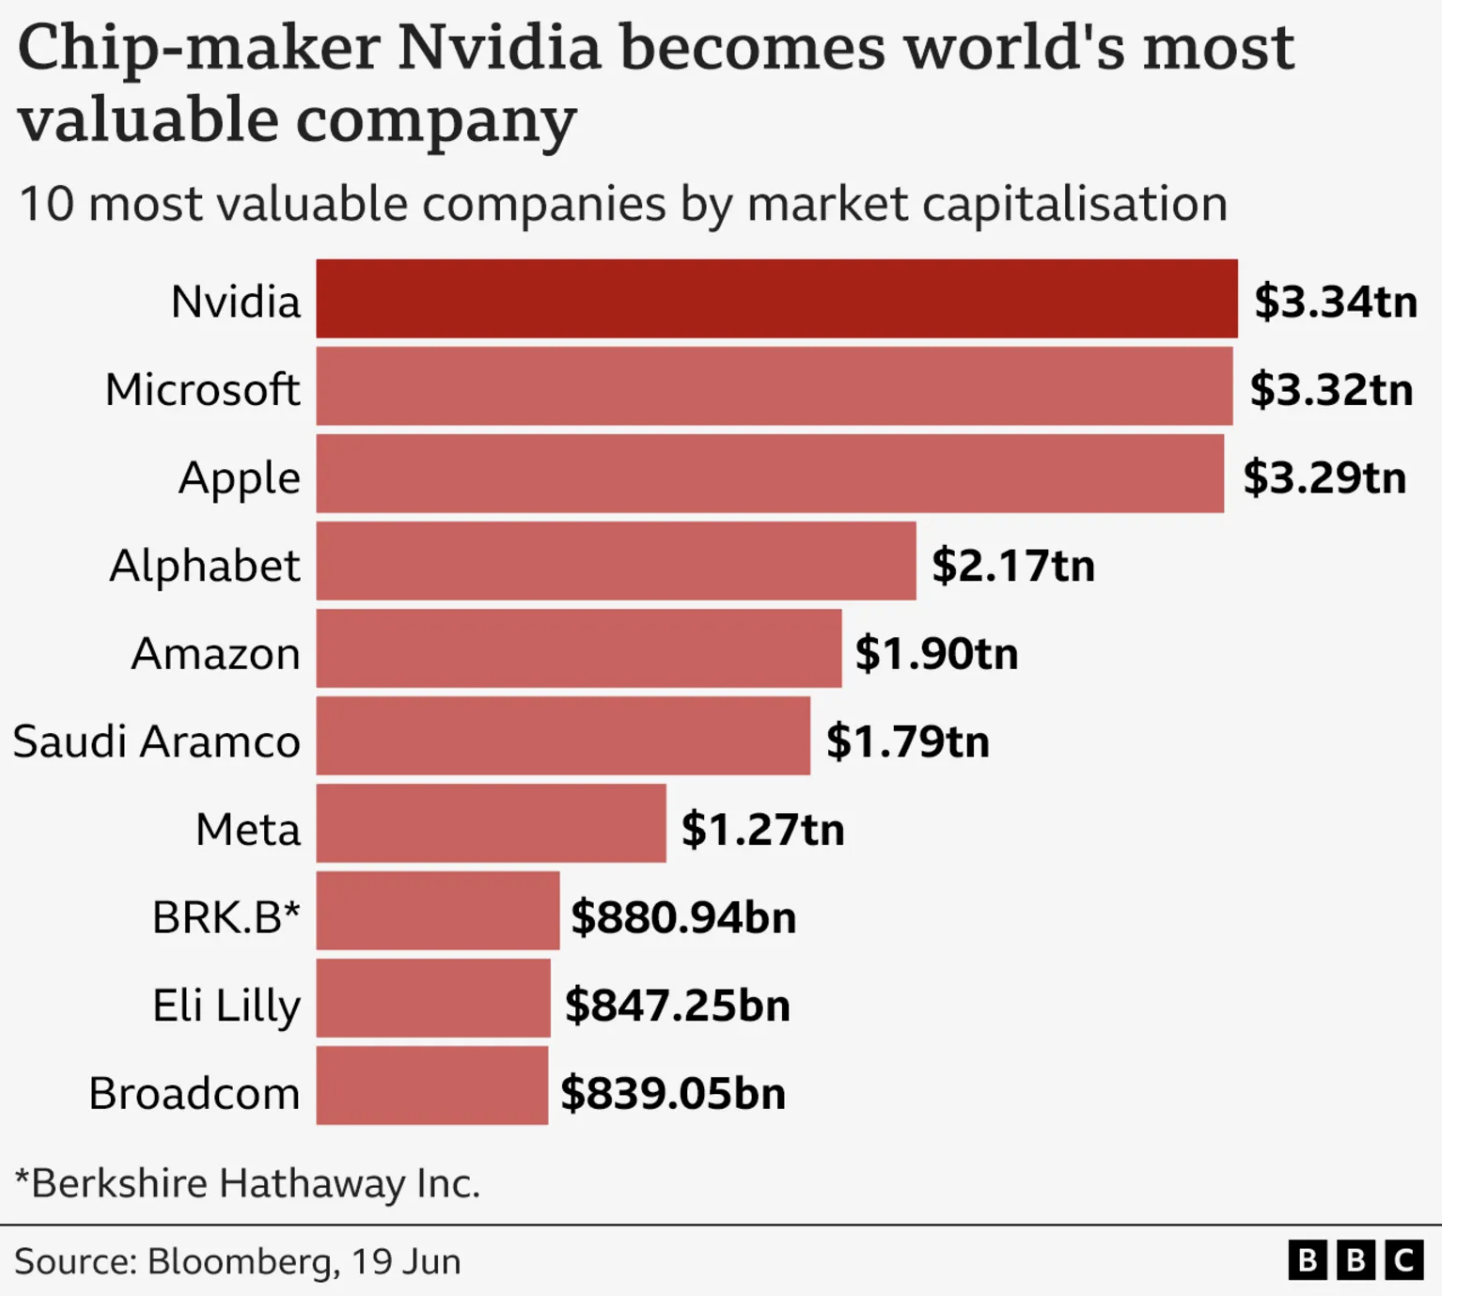 Chip-maker Nvidia becomes world's most
valuable company
10 most valuable companies by market capitalisation
Nvidia $3.34tn
Microsoft $3.32tn
Apple $3.29tn
Alphabet $2.17tn
Amazon $1.90tn
Saudi Aramco $1.79tn
Meta $1.27tn
BRK.B* $880.94bn
Eli Lilly $847.25bn
Broadcom $839.05bn
*Berkshire Hathaway Inc.
Source: Bloomberg, 19 Jun
BBC